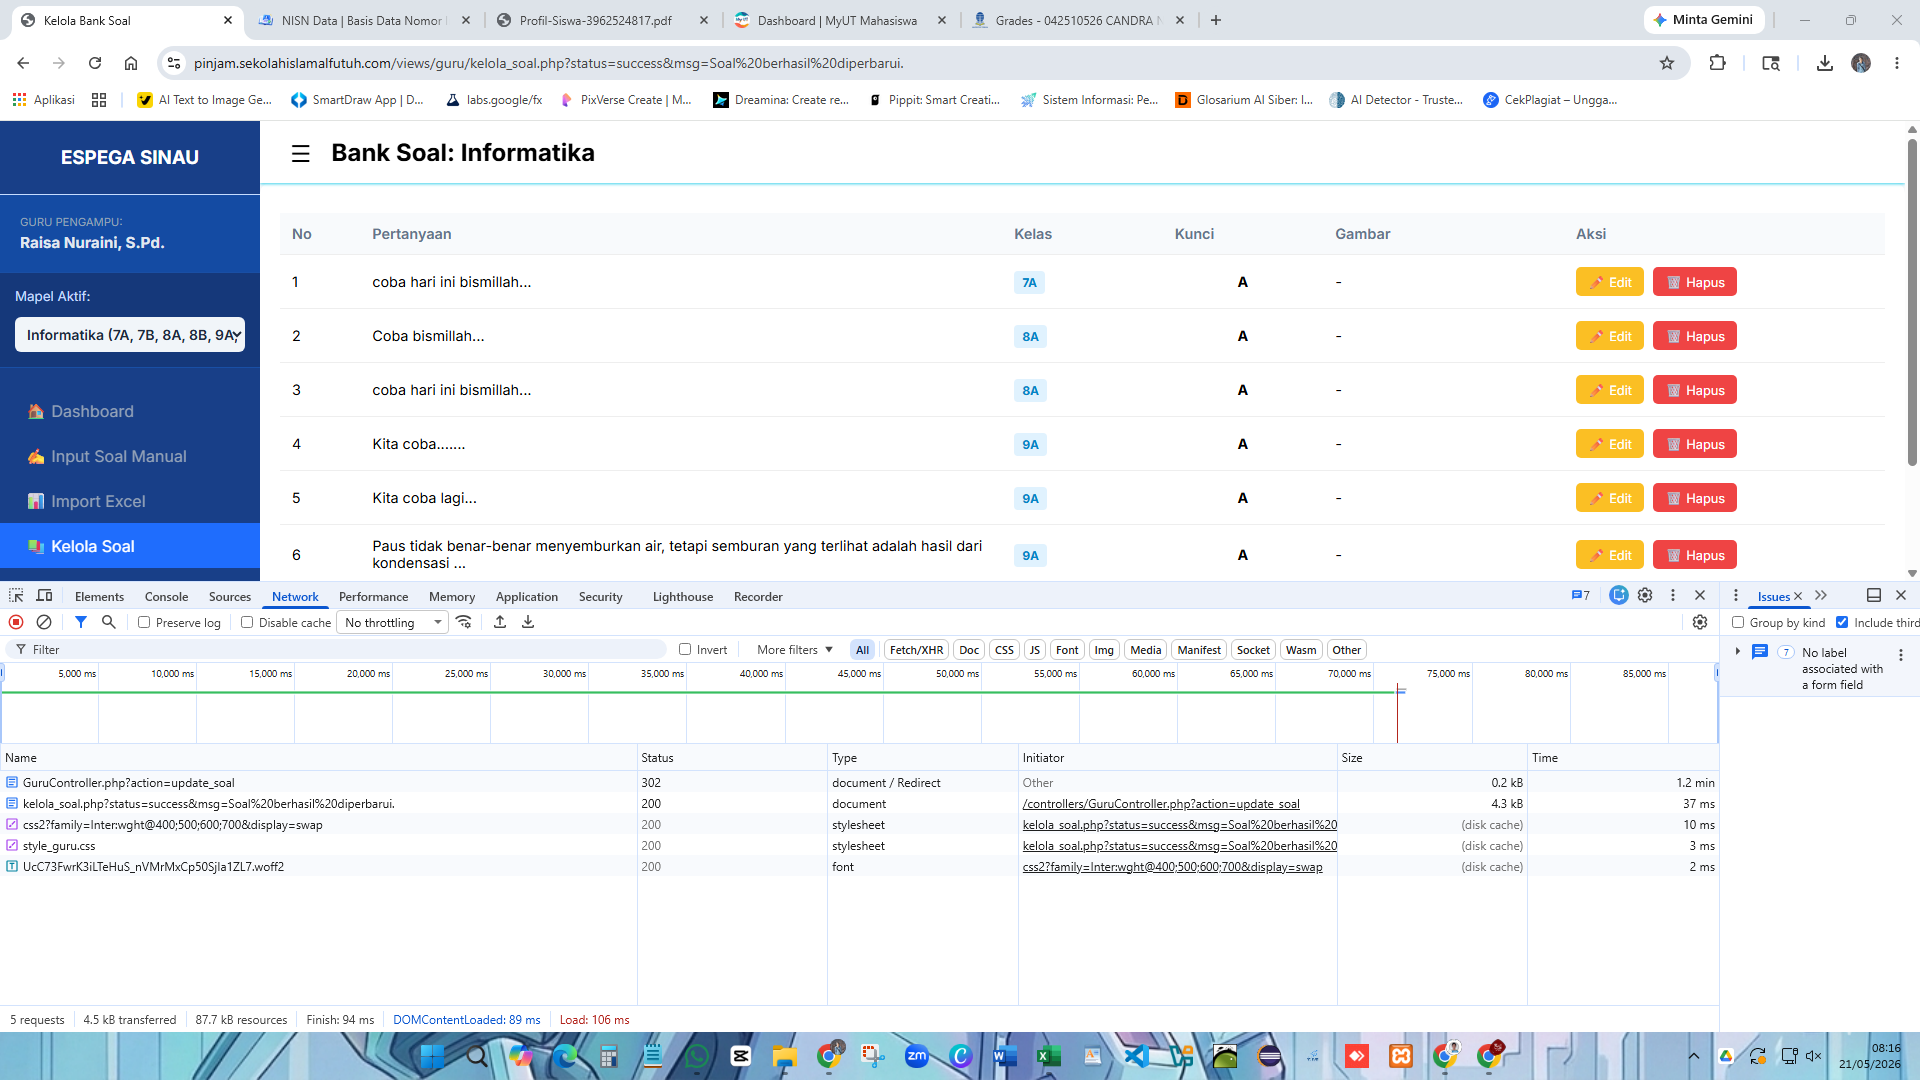 Kelola Bank Soal
NISN Data | Basis Data Nomor
Profil-Siswa-3962524817.pdf
Dashboard | MyUT Mahasiswa
Grades - 042510526 CANDRA
Minta Gemini
pinjam.sekolahislamalfutuh.com/views/guru/kelola_soal.php?status=success&msg=Soal%20berhasil%20diperbarui.
Aplikasi
AI Text to Image Ge...
SmartDraw App | D...
labs.google/fx
PixVerse Create | M...
Dreamina: Create re...
Pippit: Smart Creati...
Sistem Informasi: Pe...
Glosarium AI Siber: I...
AI Detector - Truste...
CekPlagiat – Ungga...
ESPEGA SINAU
GURU PENGAMPU:
Raisa Nuraini, S.Pd.
Mapel Aktif:
Informatika (7A, 7B, 8A, 8B, 9A,
Dashboard
Input Soal Manual
Import Excel
Kelola Soal
Bank Soal: Informatika
No Pertanyaan Kelas Kunci Gambar Aksi
1 coba hari ini bismillah... 7A A - Edit Hapus
2 Coba bismillah... 8A A - Edit Hapus
3 coba hari ini bismillah... 8A A - Edit Hapus
4 Kita coba....... 9A A - Edit Hapus
5 Kita coba lagi... 9A A - Edit Hapus
6 Paus tidak benar-benar menyemburkan air, tetapi semburan yang terlihat adalah hasil dari
kondensasi ... 9A A - Edit Hapus
Elements Console Sources Network Performance Memory Application Security Lighthouse Recorder 7
Issues
Preserve log Disable cache No throttling
Group by kind Include third
Filter Invert More filters All Fetch/XHR Doc CSS JS Font Img Media Manifest Socket Wasm Other
7 No label
associated with
a form field
5,000 ms 10,000 ms 15,000 ms 20,000 ms 25,000 ms 30,000 ms 35,000 ms 40,000 ms 45,000 ms 50,000 ms 55,000 ms 60,000 ms 65,000 ms 70,000 ms 75,000 ms 80,000 ms 85,000 ms
Name Status Type Initiator Size Time
GuruController.php?action=update_soal 302 document / Redirect Other 0.2 kB 1.2 min
kelola_soal.php?status=success&msg=Soal%20berhasil%20diperbarui. 200 document /controllers/GuruController.php?action=update_soal 4.3 kB 37 ms
css2?family=Inter:wght@400;500;600;700&display=swap 200 stylesheet kelola_soal.php?status=success&msg=Soal%20berhasil%20 (disk cache) 10 ms
style_guru.css 200 stylesheet kelola_soal.php?status=success&msg=Soal%20berhasil%20 (disk cache) 3 ms
UcC73FwrK3iLTeHuS_nVMrMxCp50SjIa1ZL7.woff2 200 font css2?family=Inter:wght@400;500;600;700&display=swap (disk cache) 2 ms
5 requests 4.5 kB transferred 87.7 kB resources Finish: 94 ms DOMContentLoaded: 89 ms Load: 106 ms
zm
08:16
21/05/2026